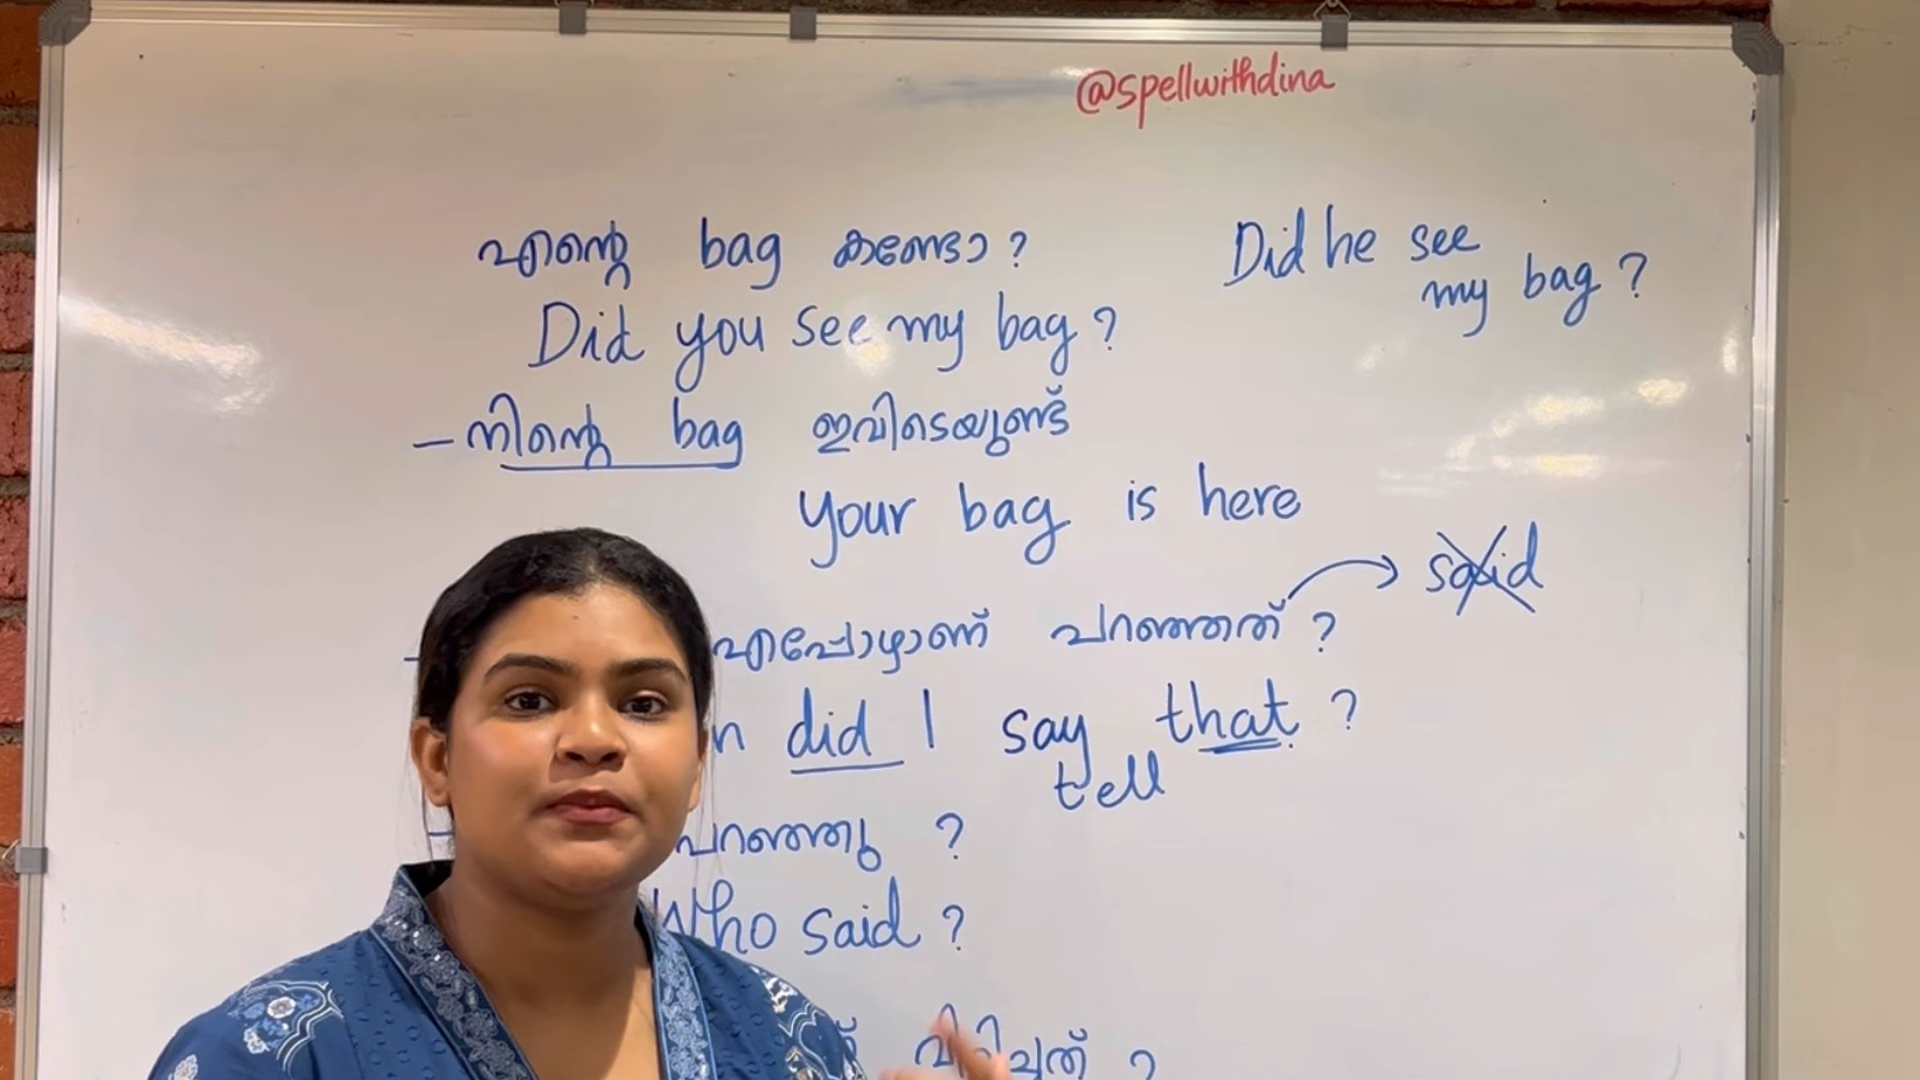 @spellwithdina
എന്റെ bag കണ്ടോ?
Did he see
my bag?
Did you see my bag?
- നിന്റെ bag ഇവിടെയുണ്ട്
Your bag is here
said
എപ്പോഴാണ് പറഞ്ഞത്?
did I say that?
tell
പറഞ്ഞു?
Who said?